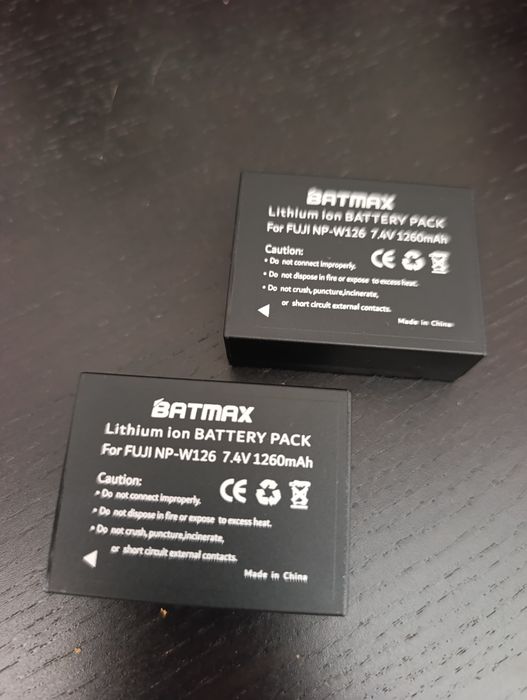 BATMAX
Lithium ion BATTERY PACK
For FUJI NP-W126 7.4V 1260mAh
Caution:
• Do not connect improperly.
• Do not dispose in fire or expose to excess heat.
• Do not crush, puncture,incinerate,
or short circuit external contacts.
CE
Made in China
BATMAX
Lithium ion BATTERY PACK
For FUJI NP-W126 7.4V 1260mAh
Caution:
• Do not connect improperly.
• Do not dispose in fire or expose to excess heat.
• Do not crush, puncture,incinerate,
or short circuit external contacts.
CE
Made in China